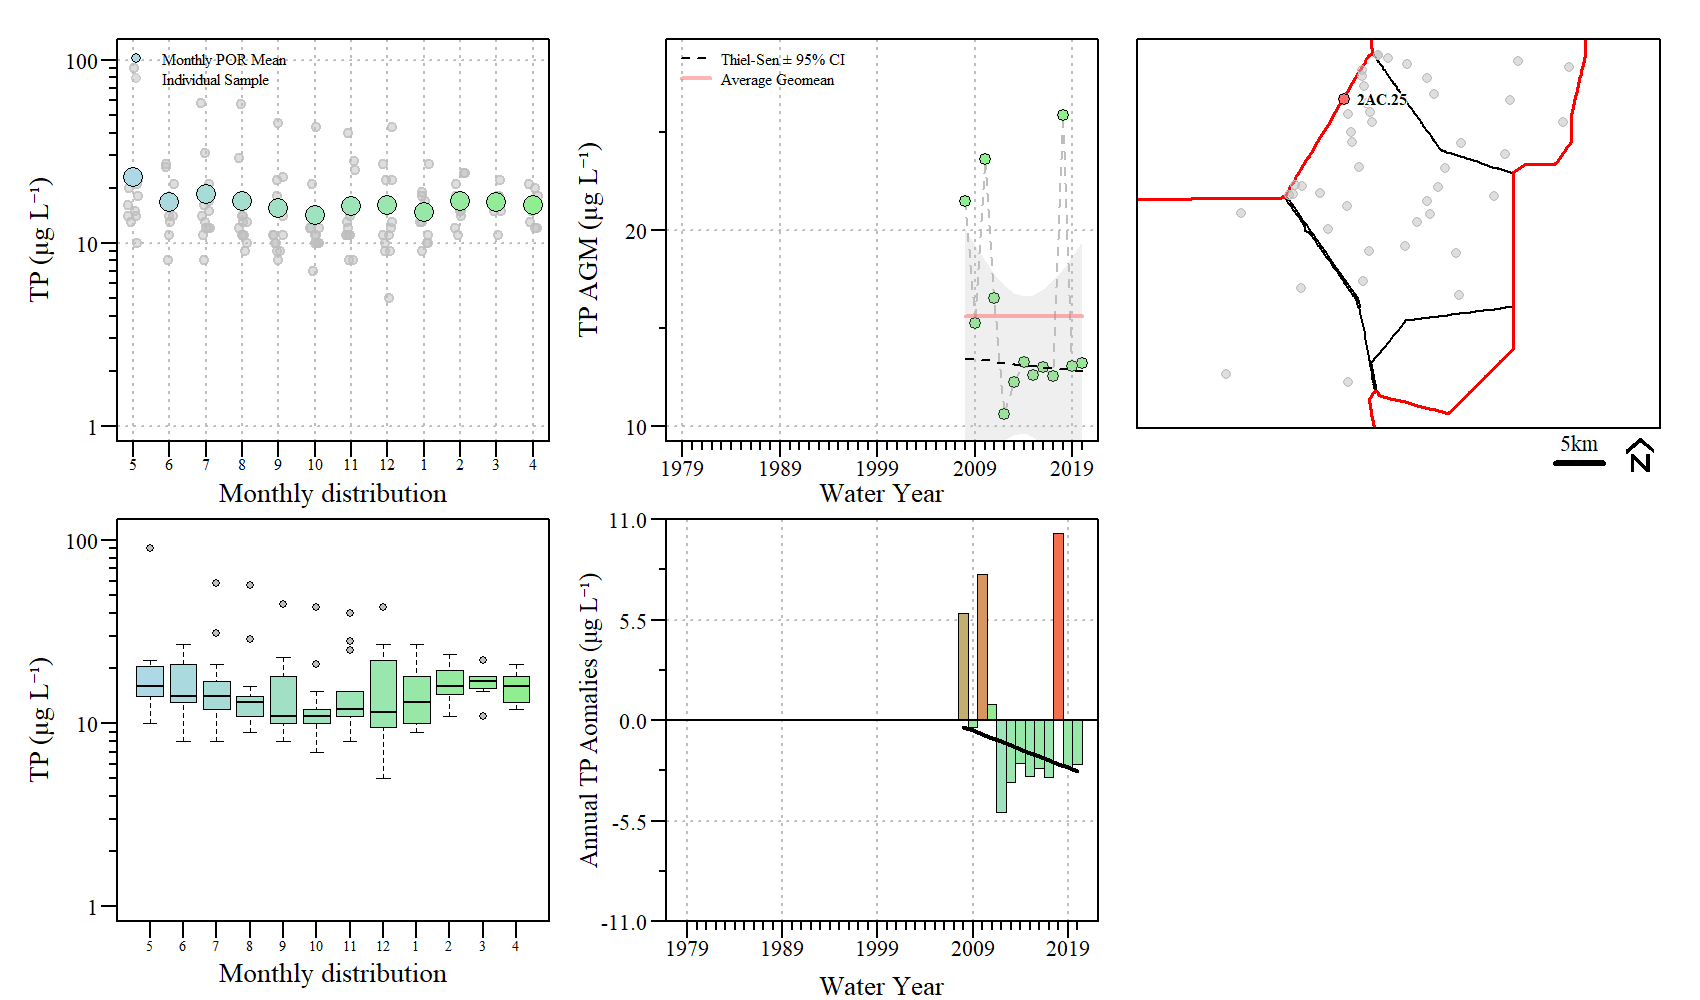 Monthly POR Mean
Individual Sample
100
10
1
TP (µg L⁻¹)
5 6 7 8 9 10 11 12 1 2 3 4
Monthly distribution
Thiel-Sen ± 95% CI
Average Geomean
20
10
TP AGM (µg L⁻¹)
1979 1989 1999 2009 2019
Water Year
2AC.25
5km
N
100
10
1
TP (µg L⁻¹)
5 6 7 8 9 10 11 12 1 2 3 4
Monthly distribution
11.0
5.5
0.0
-5.5
-11.0
Annual TP Aomalies (µg L⁻¹)
1979 1989 1999 2009 2019
Water Year